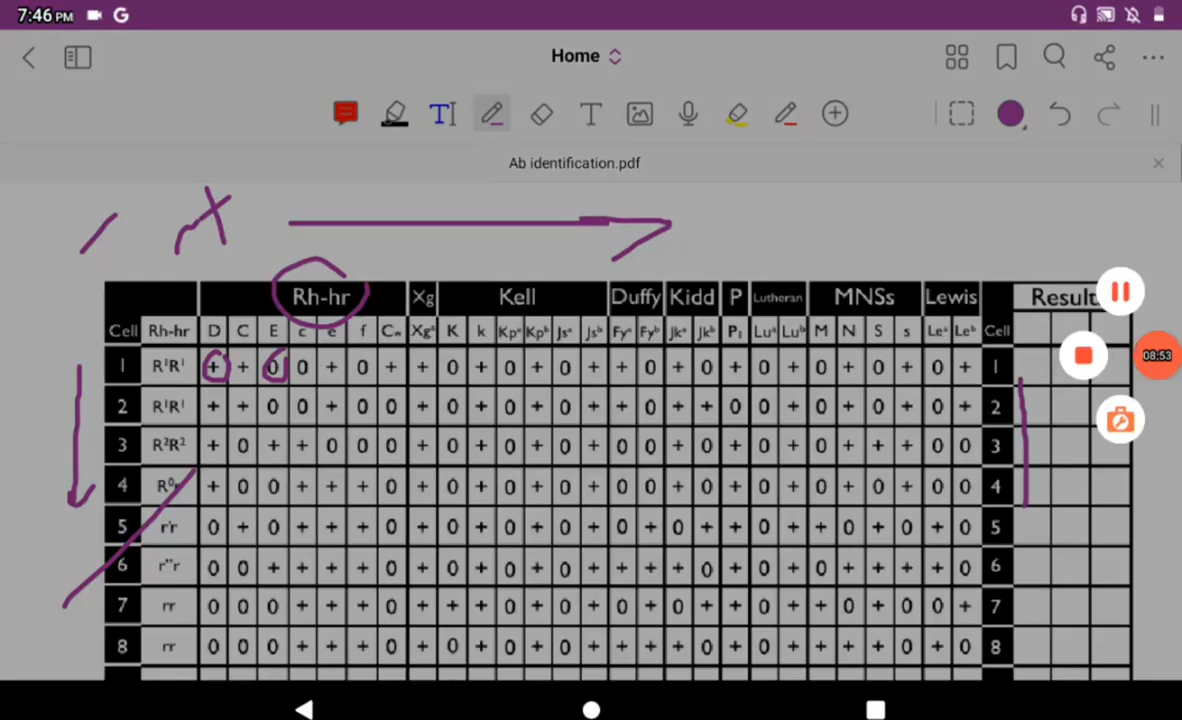 7:46 PM G
Home
T T
Ab identification.pdf
Rh-hr Xg Kell Duffy Kidd P Lutheran MNSs Lewis Result
Cell Rh-hr D C E c e f Cw Xgᵃ K k Kpᵃ Kpᵇ Jsᵃ Jsᵇ Fyᵃ Fyᵇ Jkᵃ Jkᵇ P₁ Luᵃ Luᵇ M N S s Leᵃ Leᵇ Cell
1 R¹R¹ + + 0 0 + 0 + + 0 + 0 + 0 + + 0 + 0 + 0 + + 0 + 0 0 + 1
2 R¹R¹ + + 0 0 + 0 0 + 0 + 0 + 0 + + 0 + + 0 0 + 0 + 0 + 0 + 2
3 R²R² + 0 + + 0 0 0 + 0 + 0 + 0 + 0 0 + 0 + 0 + 0 + + + 0 0 3
4 R⁰r + 0 0 + + + 0 + 0 + 0 + 0 + 0 0 + 0 + 0 + 0 + 0 + 0 0 4
5 r'r 0 + 0 + + + 0 + 0 + 0 + 0 + + 0 0 + + 0 + 0 + + 0 + 0 5
6 r"r 0 0 + + + + 0 + 0 + 0 + 0 + + + + 0 + 0 + 0 + + + + 0 6
7 rr 0 0 0 + + + 0 + + + 0 + 0 + 0 + 0 + + 0 + + 0 + 0 0 + 7
8 rr 0 0 0 + + + 0 + 0 + 0 + 0 + + + + 0 + 0 + + + + 0 + 0 8
08:53